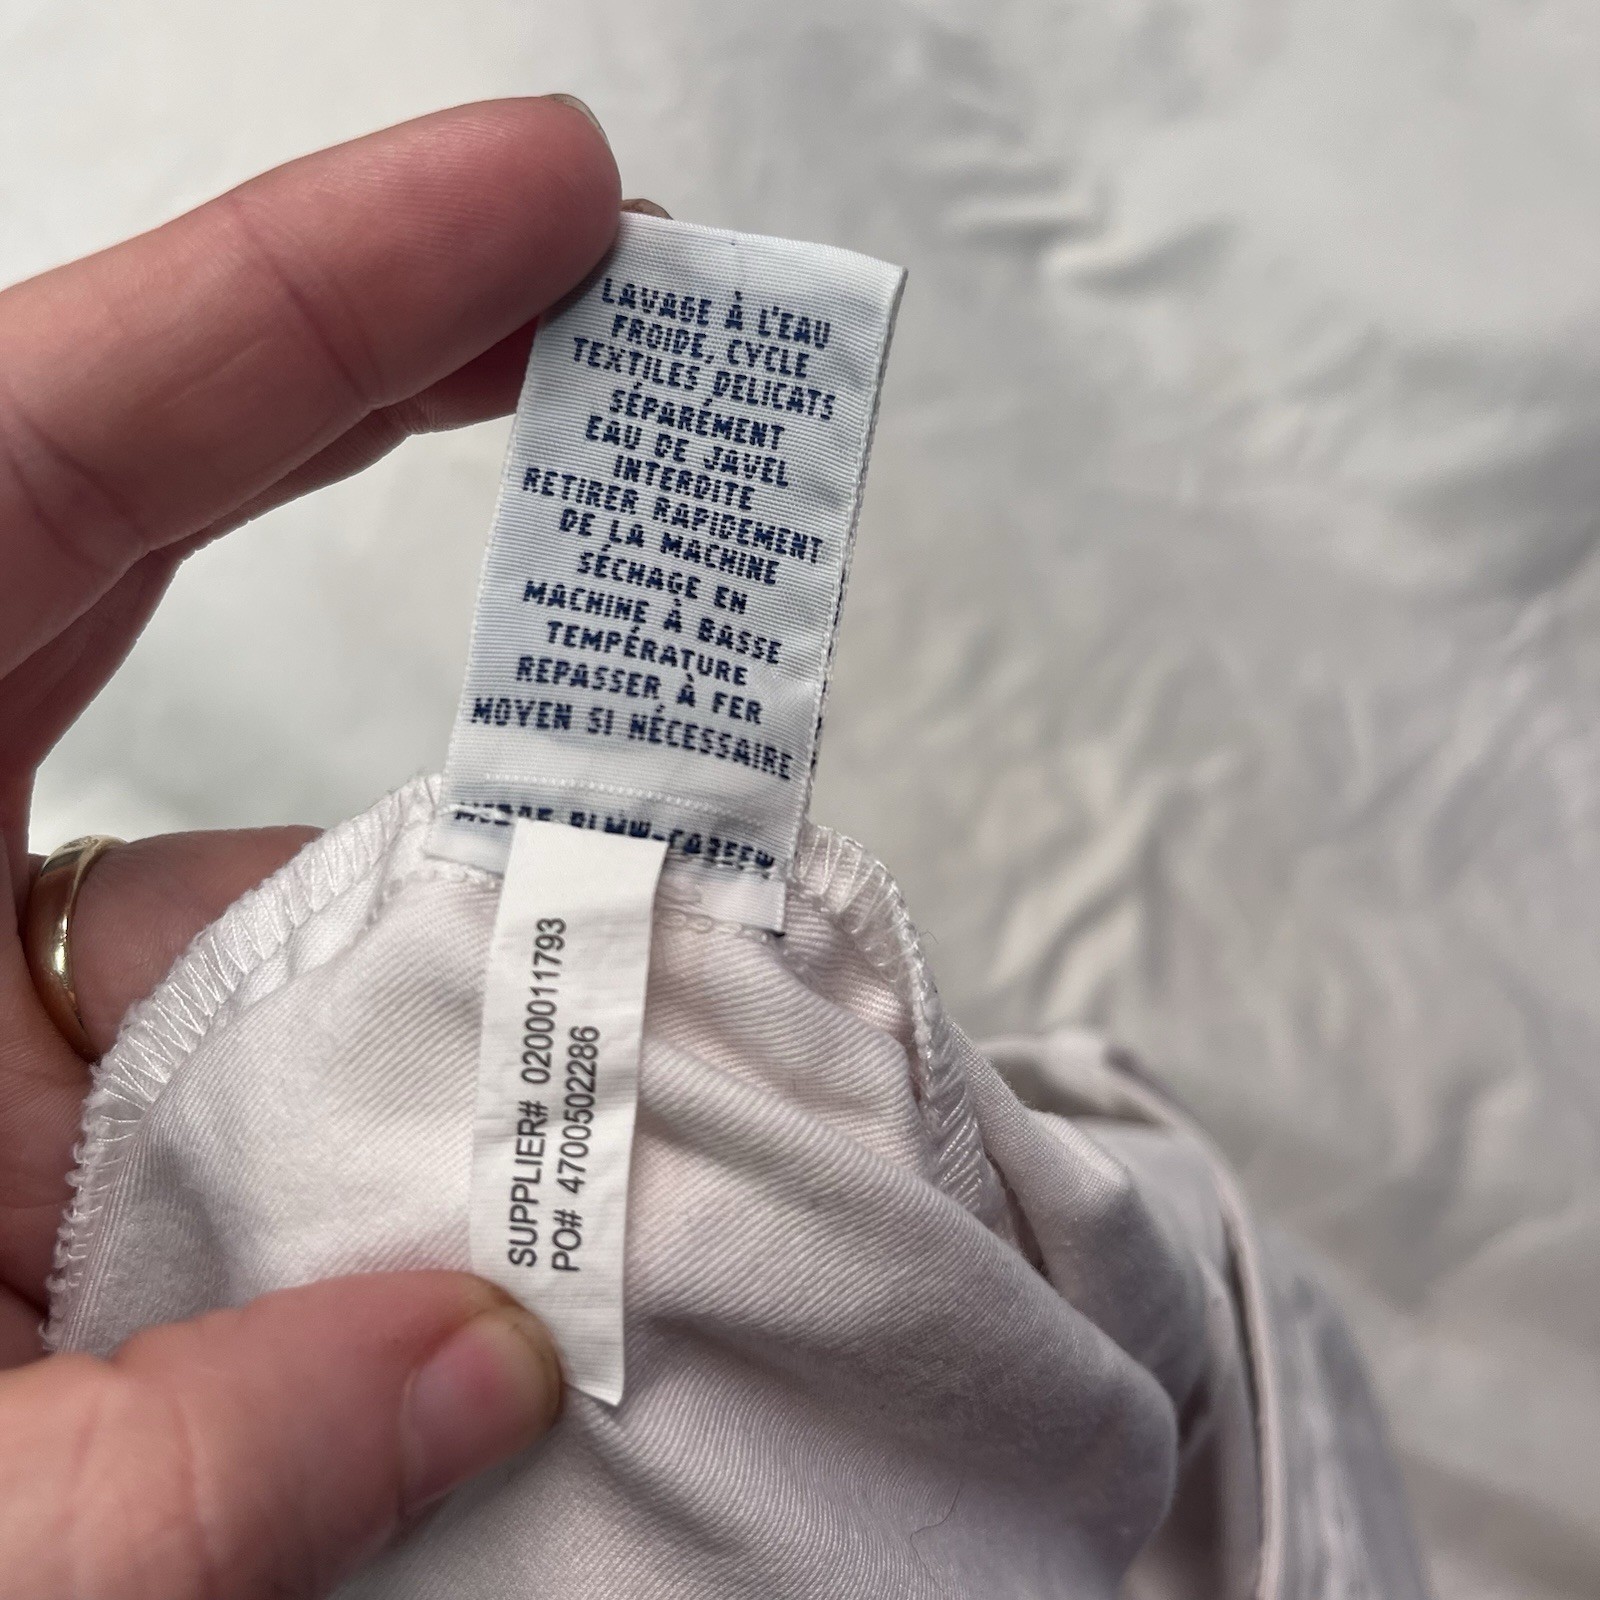 LAVAGE À L'EAU
FROIDE, CYCLE
TEXTILES DELICATS
SÉPARÉMENT
EAU DE JAVEL
INTERDITE
RETIRER RAPIDEMENT
DE LA MACHINE
SÉCHAGE EN
MACHINE À BASSE
TEMPÉRATURE
REPASSER À FER
MOYEN SI NÉCESSAIRE
SUPPLIER# 0200011793
PO# 4700502286